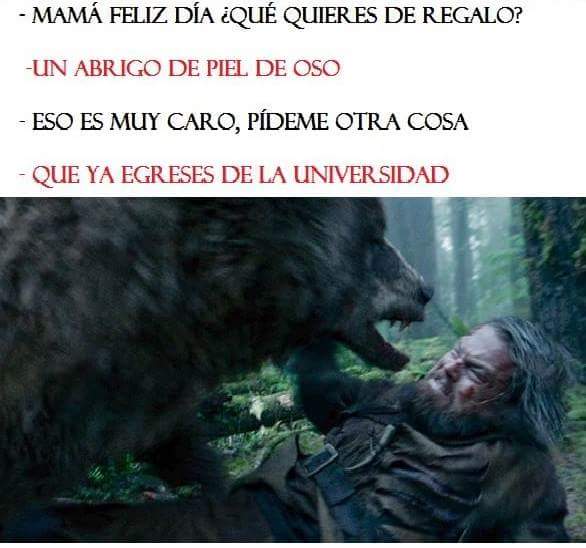 - MAMÁ FELIZ DÍA ¿QUÉ QUIERES DE REGALO?
-UN ABRIGO DE PIEL DE OSO
- ESO ES MUY CARO, PÍDEME OTRA COSA
- QUE YA EGRESES DE LA UNIVERSIDAD